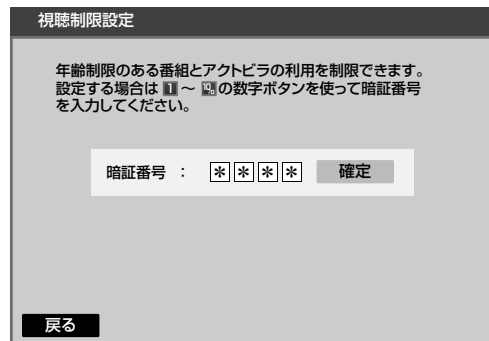 視聴制限設定
年齢制限のある番組とアクトビラの利用を制限できます。
設定する場合は 1 ～ 10 の数字ボタンを使って暗証番号
を入力してください。
暗証番号 ： ＊ ＊ ＊ ＊ 確定
戻る